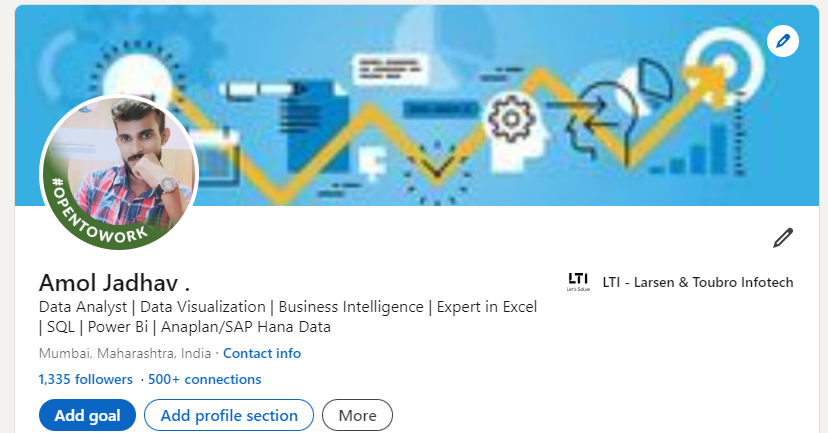 #OPENTOWORK
Amol Jadhav .
LTI
Let's Solve
LTI - Larsen & Toubro Infotech
Data Analyst | Data Visualization | Business Intelligence | Expert in Excel
| SQL | Power Bi | Anaplan/SAP Hana Data
Mumbai, Maharashtra, India · Contact info
1,335 followers · 500+ connections
Add goal
Add profile section
More